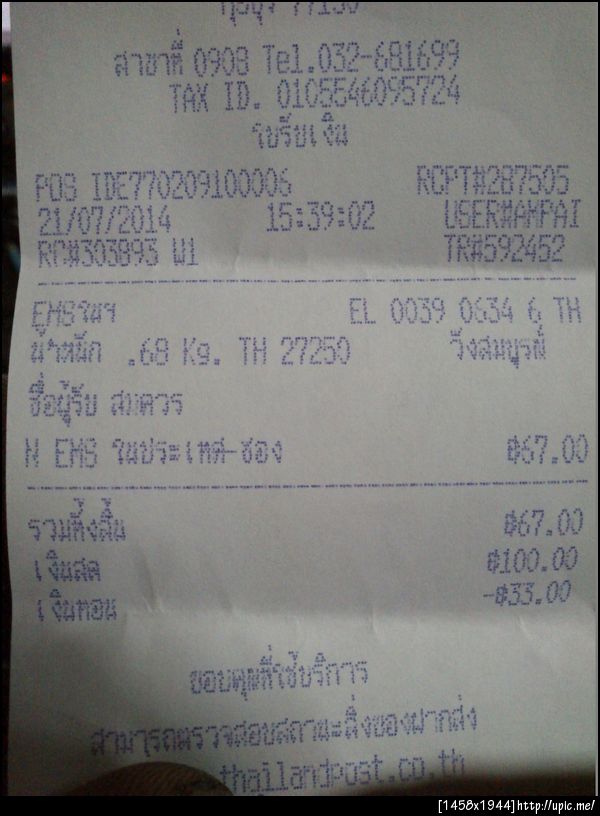 กุยบุรี 77150
สาขาที่ 0908 Tel.032-681699
TAX ID. 0105546095724
ใบรับเงิน
POS IDE770209100006 RCPT#287505
21/07/2014 15:39:02 USER#AMPAI
RC#303893 W1 TR#592452
EMSในฯ EL 0039 0634 6 TH
น้ำหนัก .68 Kg. TH 27250 วังสมบูรณ์
ชื่อผู้รับ สมควร
N EMS ในประเทศ-ซอง ฿67.00
รวมทั้งสิ้น ฿67.00
เงินสด ฿100.00
เงินทอน -฿33.00
ขอบคุณที่ใช้บริการ
สามารถตรวจสอบสถานะสิ่งของฝากส่ง
thailandpost.co.th
[1458x1944]http://upic.me/